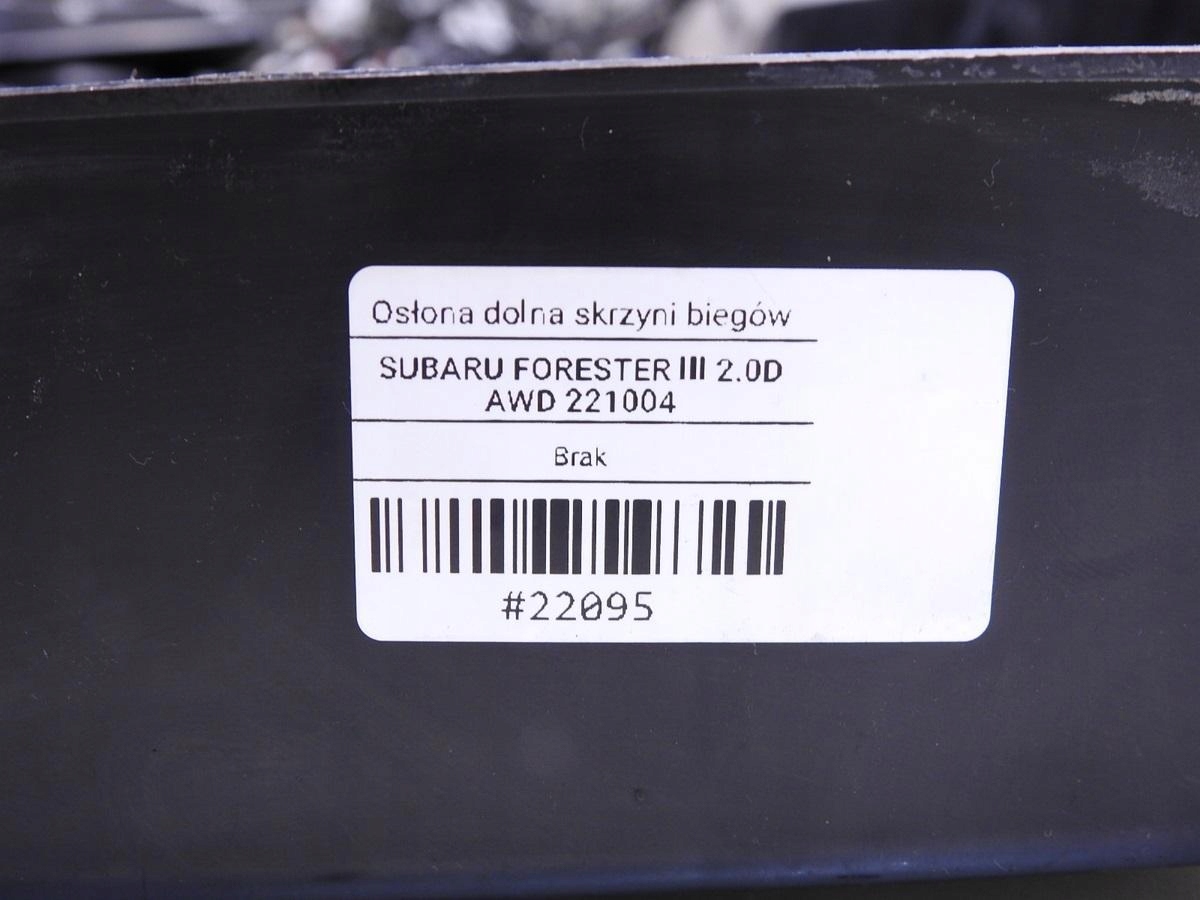 Osłona dolna skrzyni biegów
SUBARU FORESTER III 2.0D
AWD 221004
Brak
#22095